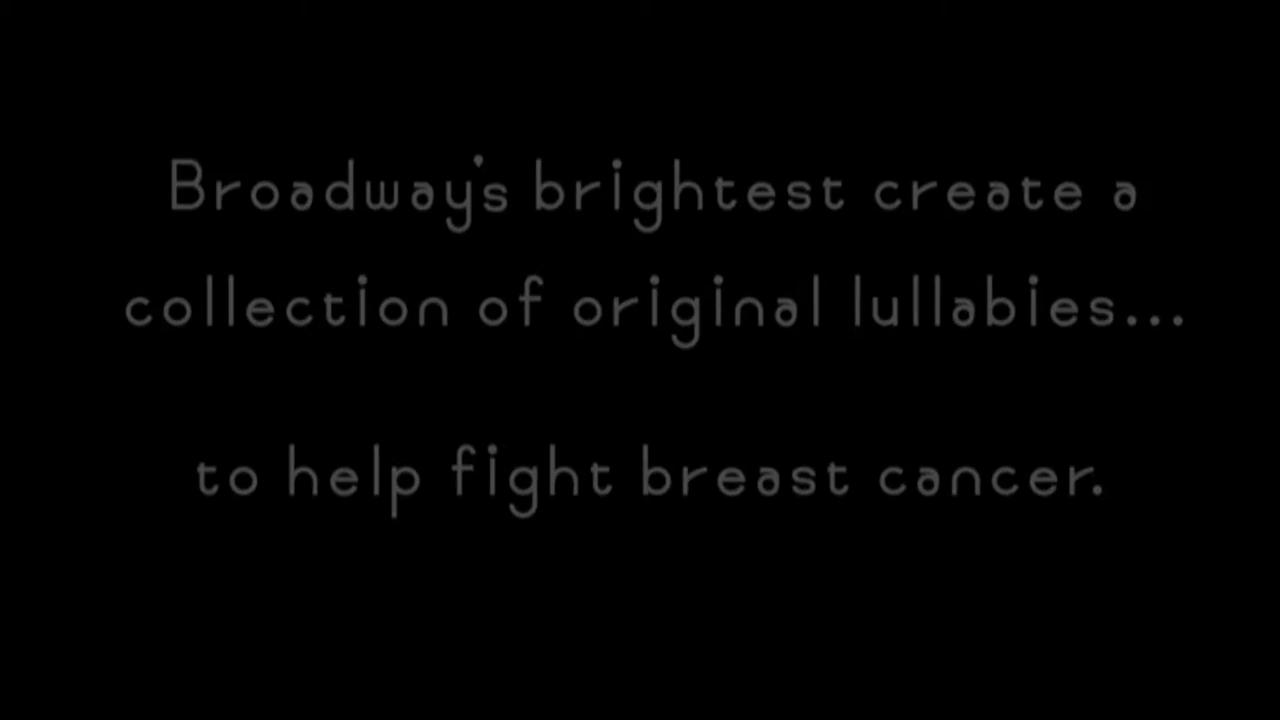 Broadway's brightest create a
collection of original lullabies...
to help fight breast cancer.